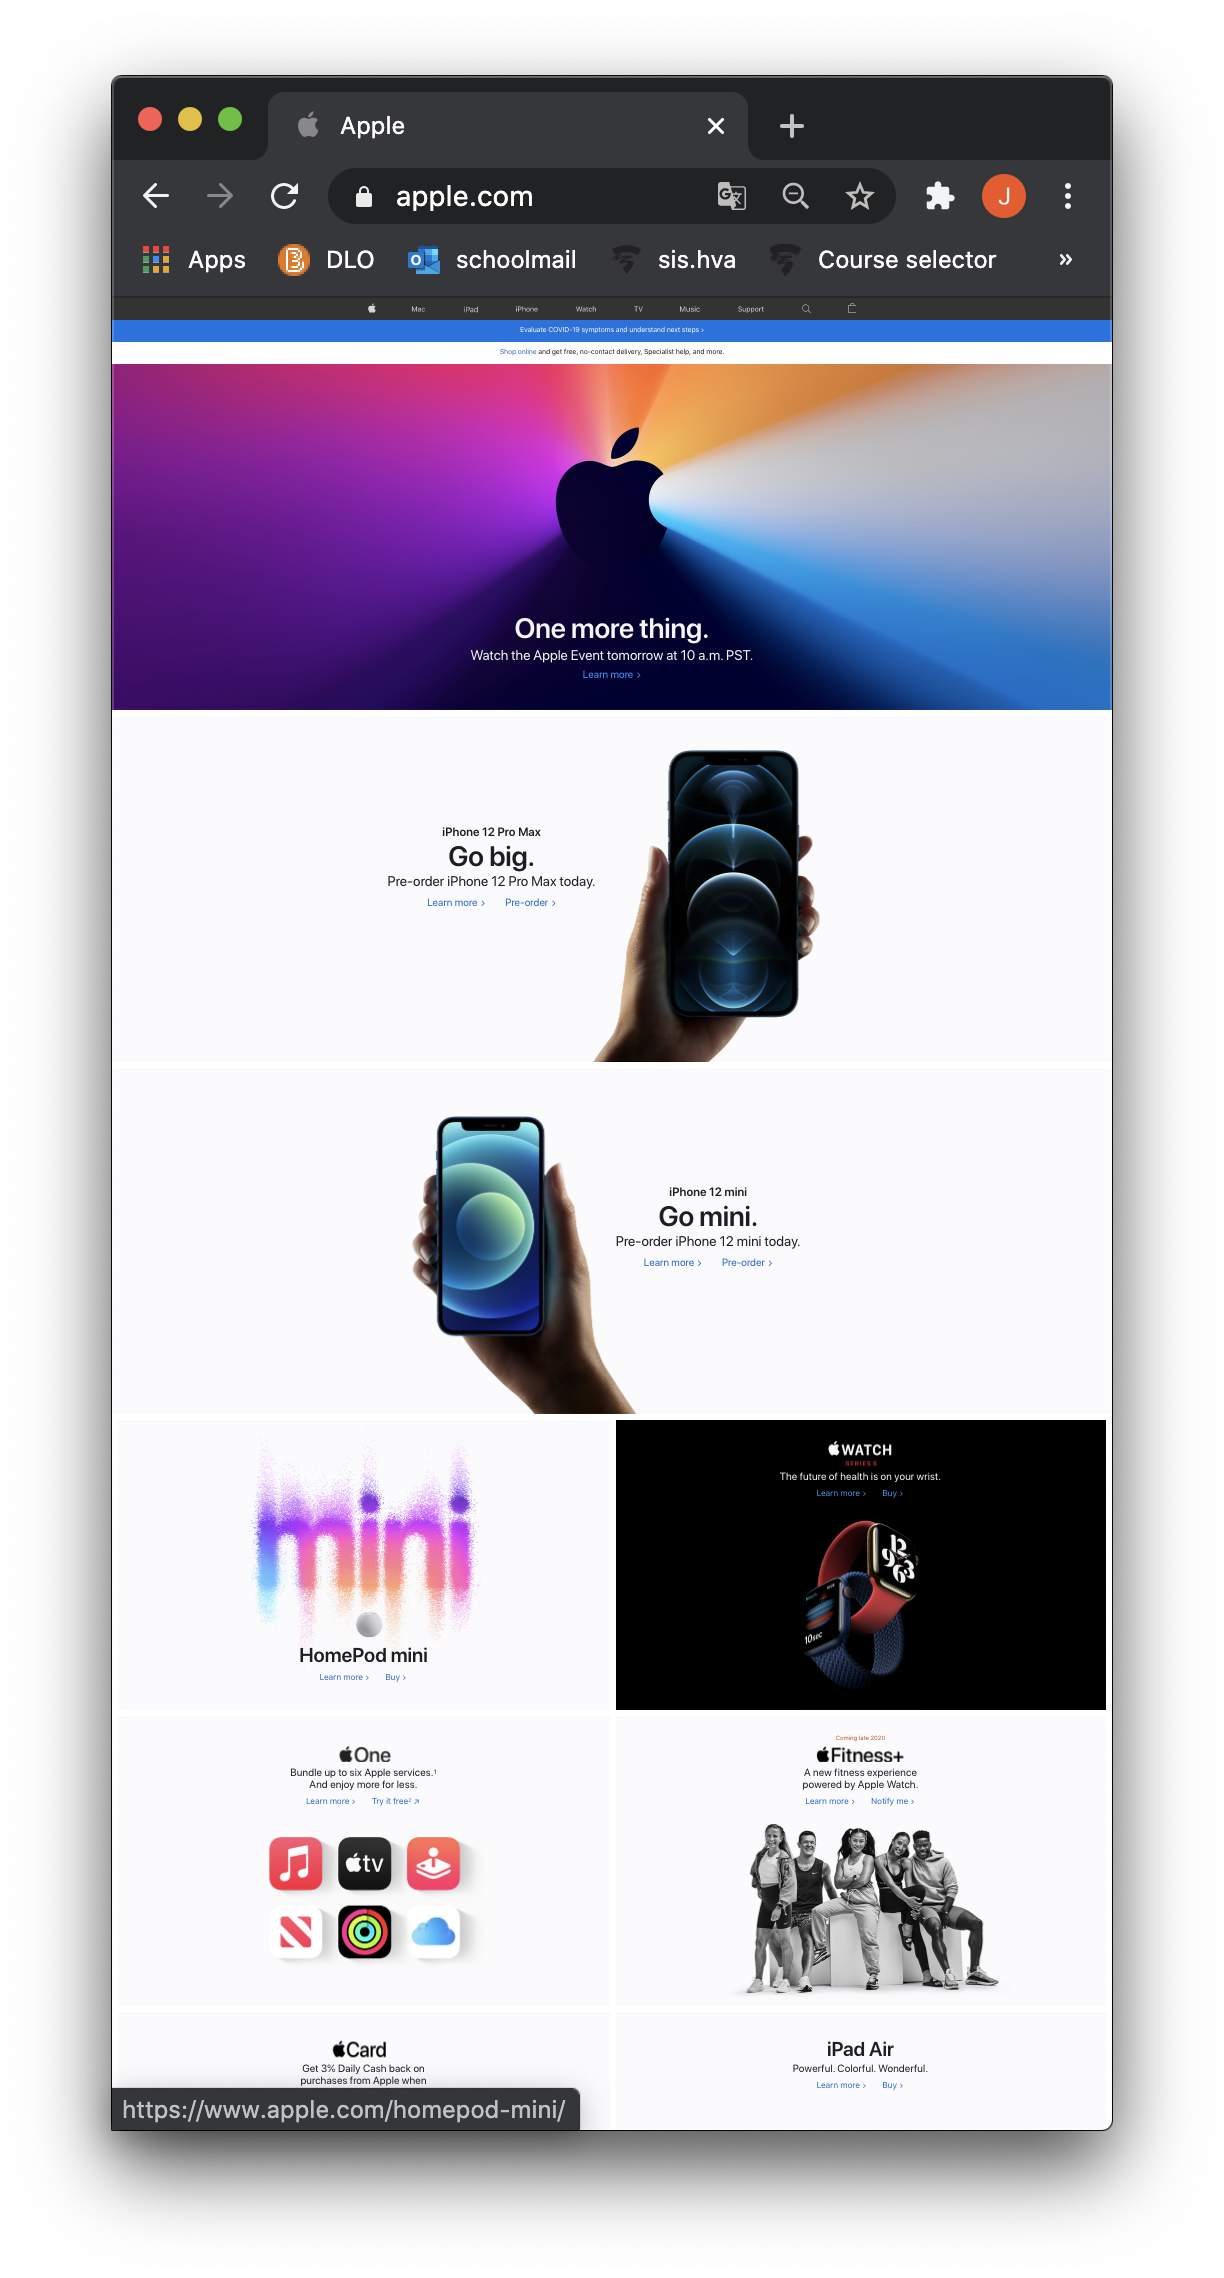 Apple
apple.com
J
Apps DLO schoolmail sis.hva Course selector »
Mac iPad iPhone Watch TV Music Support
Evaluate COVID-19 symptoms and understand next steps >
Shop online and get free, no-contact delivery, Specialist help, and more.
One more thing.
Watch the Apple Event tomorrow at 10 a.m. PST.
Learn more >
iPhone 12 Pro Max
Go big.
Pre-order iPhone 12 Pro Max today.
Learn more > Pre-order >
iPhone 12 mini
Go mini.
Pre-order iPhone 12 mini today.
Learn more > Pre-order >
mini
HomePod mini
Learn more > Buy >
WATCH
SERIES 6
The future of health is on your wrist.
Learn more > Buy >
12
9 3
6
10sec
One
Bundle up to six Apple services.¹
And enjoy more for less.
Learn more > Try it free² ↗
tv
Coming late 2020
Fitness+
A new fitness experience
powered by Apple Watch.
Learn more > Notify me >
Card
Get 3% Daily Cash back on
purchases from Apple when
iPad Air
Powerful. Colorful. Wonderful.
Learn more > Buy >
https://www.apple.com/homepod-mini/